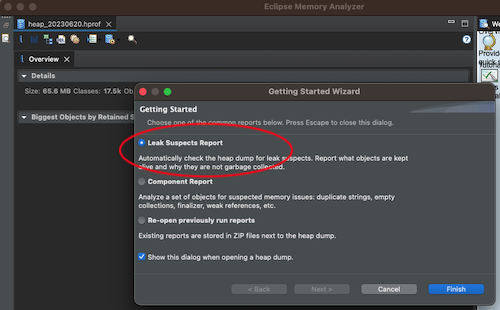 Eclipse Memory Analyzer
heap_20230620.hprof
We
i
Overview
Provide
Details
Size: 65.6 MB Classes: 17.5k Ob
Biggest Objects by Retained S
Getting Started Wizard
Getting Started
Choose one of the common reports below. Press Escape to close this dialog.
Leak Suspects Report
Automatically check the heap dump for leak suspects. Report what objects are kept
alive and why they are not garbage collected.
Component Report
Analyze a set of objects for suspected memory issues: duplicate strings, empty
collections, finalizer, weak references, etc.
Re-open previously run reports
Existing reports are stored in ZIP files next to the heap dump.
Show this dialog when opening a heap dump.
< Back
Next >
Cancel
Finish